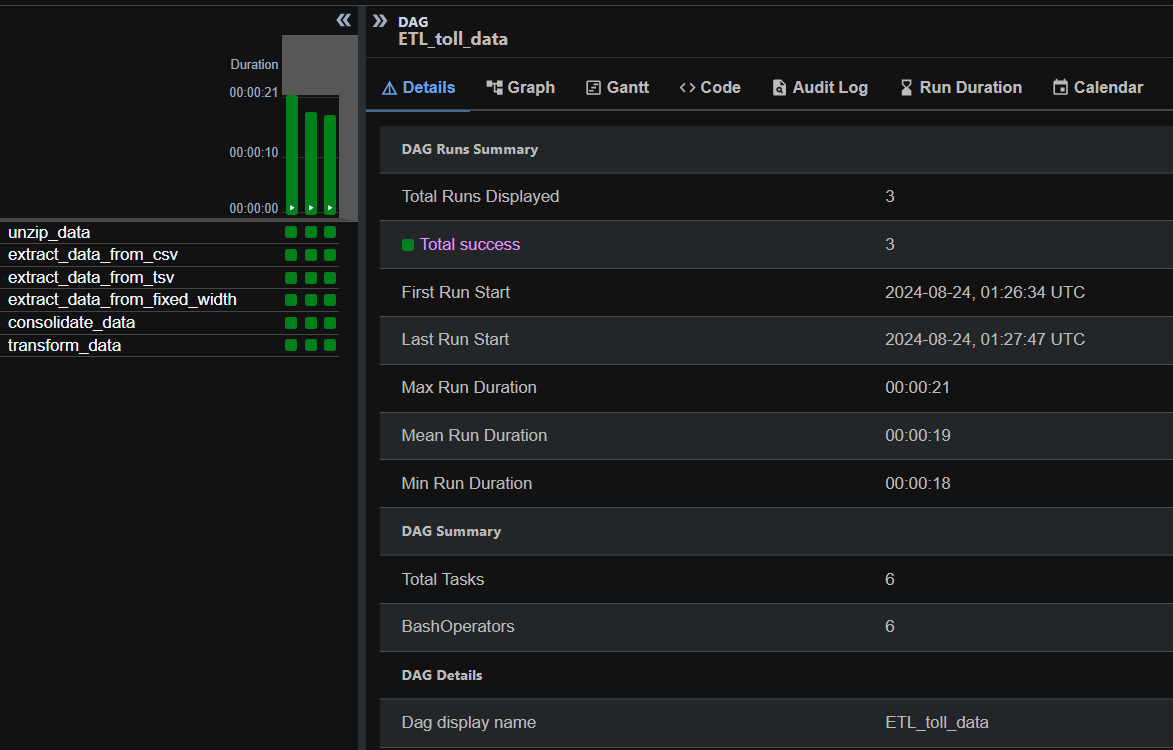 Duration
00:00:21
00:00:10
00:00:00
unzip_data
extract_data_from_csv
extract_data_from_tsv
extract_data_from_fixed_width
consolidate_data
transform_data
DAG
ETL_toll_data
Details Graph Gantt Code Audit Log Run Duration Calendar
DAG Runs Summary
Total Runs Displayed 3
Total success 3
First Run Start 2024-08-24, 01:26:34 UTC
Last Run Start 2024-08-24, 01:27:47 UTC
Max Run Duration 00:00:21
Mean Run Duration 00:00:19
Min Run Duration 00:00:18
DAG Summary
Total Tasks 6
BashOperators 6
DAG Details
Dag display name ETL_toll_data